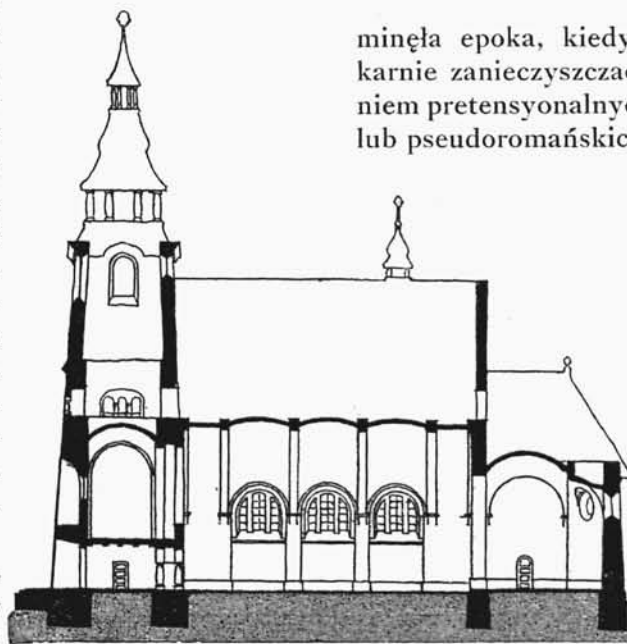 minęła epoka, kiedy
karnie zanieczyszczać
niem pretensyonalnyc
lub pseudoromańskic